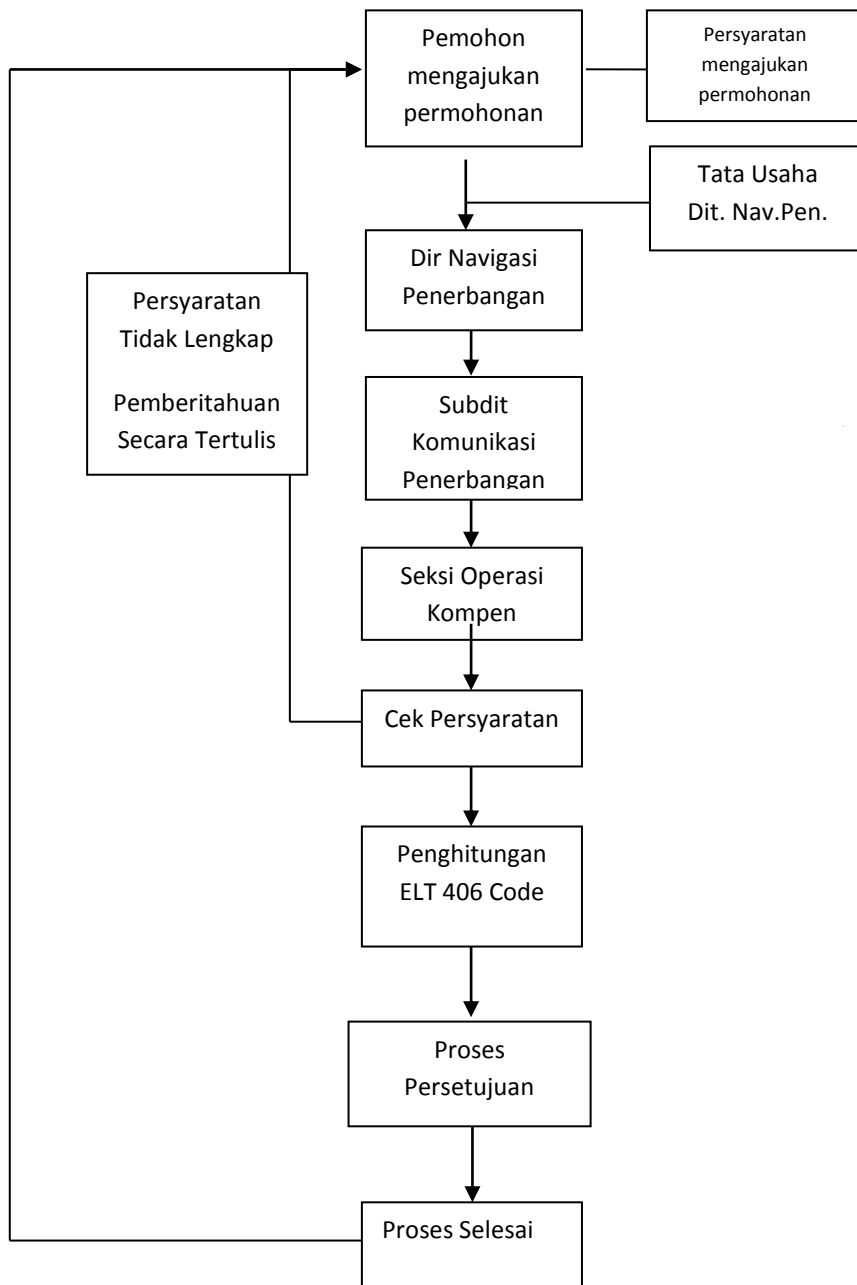 Pemohon
mengajukan
permohonan
Persyaratan
mengajukan
permohonan
Tata Usaha
Dit. Nav.Pen.
Dir Navigasi
Penerbangan
Persyaratan
Tidak Lengkap
Pemberitahuan
Secara Tertulis
Subdit
Komunikasi
Penerbangan
Seksi Operasi
Kompen
Cek Persyaratan
Penghitungan
ELT 406 Code
Proses
Persetujuan
Proses Selesai